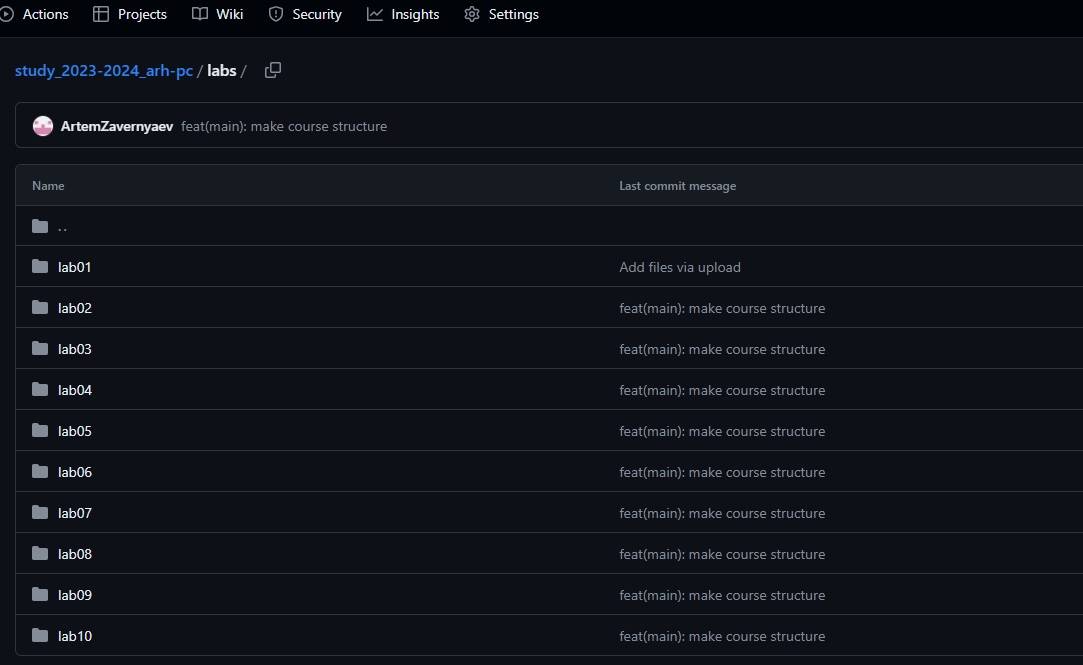 Actions Projects Wiki Security Insights Settings
study_2023-2024_arh-pc / labs /
ArtemZavernyaev feat(main): make course structure
Name Last commit message
..
lab01 Add files via upload
lab02 feat(main): make course structure
lab03 feat(main): make course structure
lab04 feat(main): make course structure
lab05 feat(main): make course structure
lab06 feat(main): make course structure
lab07 feat(main): make course structure
lab08 feat(main): make course structure
lab09 feat(main): make course structure
lab10 feat(main): make course structure